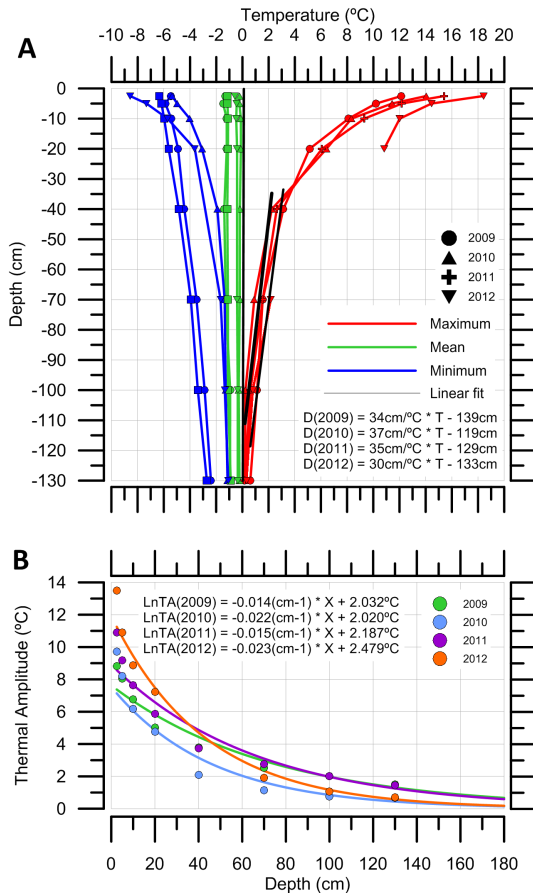 Temperature (ºC)
A
-10 -8 -6 -4 -2 0 2 4 6 8 10 12 14 16 18 20
0
-10
-20
-30
-40
-50
-60
-70
-80
-90
-100
-110
-120
-130
Depth (cm)
2009
2010
2011
2012
Maximum
Mean
Minimum
Linear fit
D(2009) = 34cm/ºC * T - 139cm
D(2010) = 37cm/ºC * T - 119cm
D(2011) = 35cm/ºC * T - 129cm
D(2012) = 30cm/ºC * T - 133cm
B
14
12
10
8
6
4
2
0
Thermal Amplitude (ºC)
LnTA(2009) = -0.014(cm-1) * X + 2.032ºC
LnTA(2010) = -0.022(cm-1) * X + 2.020ºC
LnTA(2011) = -0.015(cm-1) * X + 2.187ºC
LnTA(2012) = -0.023(cm-1) * X + 2.479ºC
2009
2010
2011
2012
0 20 40 60 80 100 120 140 160 180
Depth (cm)